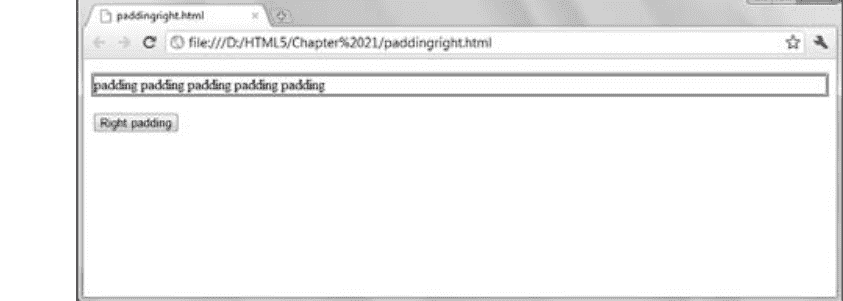 paddingright.html
file:///D:/HTML5/Chapter%2021/paddingright.html
padding padding padding padding padding
Right padding